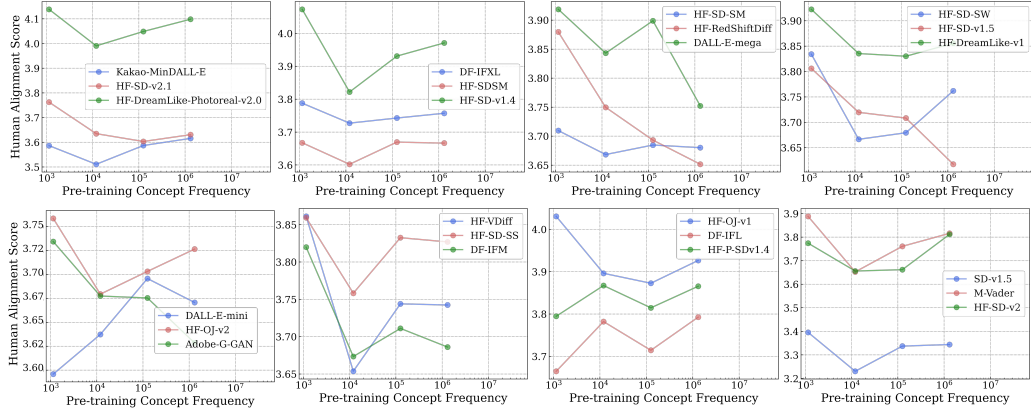 Human Alignment Score
4.1
4.0
3.9
3.8
3.7
3.6
3.5
Kakao-MinDALL-E
HF-SD-v2.1
HF-DreamLike-Photoreal-v2.0
10³ 10⁴ 10⁵ 10⁶ 10⁷
Pre-training Concept Frequency
4.0
3.9
3.8
3.7
3.6
DF-IFXL
HF-SDSM
HF-SD-v1.4
10³ 10⁴ 10⁵ 10⁶ 10⁷
Pre-training Concept Frequency
3.90
3.85
3.80
3.75
3.70
3.65
HF-SD-SM
HF-RedShiftDiff
DALL-E-mega
10³ 10⁴ 10⁵ 10⁶ 10⁷
Pre-training Concept Frequency
3.90
3.85
3.80
3.75
3.70
3.65
HF-SD-SW
HF-SD-v1.5
HF-DreamLike-v1
10³ 10⁴ 10⁵ 10⁶ 10⁷
Pre-training Concept Frequency
Human Alignment Score
3.75
3.72
3.70
3.67
3.65
3.62
3.60
DALL-E-mini
HF-OJ-v2
Adobe-G-GAN
10³ 10⁴ 10⁵ 10⁶ 10⁷
Pre-training Concept Frequency
3.85
3.80
3.75
3.70
3.65
HF-VDiff
HF-SD-SS
DF-IFM
10³ 10⁴ 10⁵ 10⁶ 10⁷
Pre-training Concept Frequency
4.0
3.9
3.8
3.7
HF-OJ-v1
DF-IFL
HF-P-SDv1.4
10³ 10⁴ 10⁵ 10⁶ 10⁷
Pre-training Concept Frequency
3.9
3.8
3.7
3.6
3.5
3.4
3.3
3.2
SD-v1.5
M-Vader
HF-SD-v2
10³ 10⁴ 10⁵ 10⁶ 10⁷
Pre-training Concept Frequency